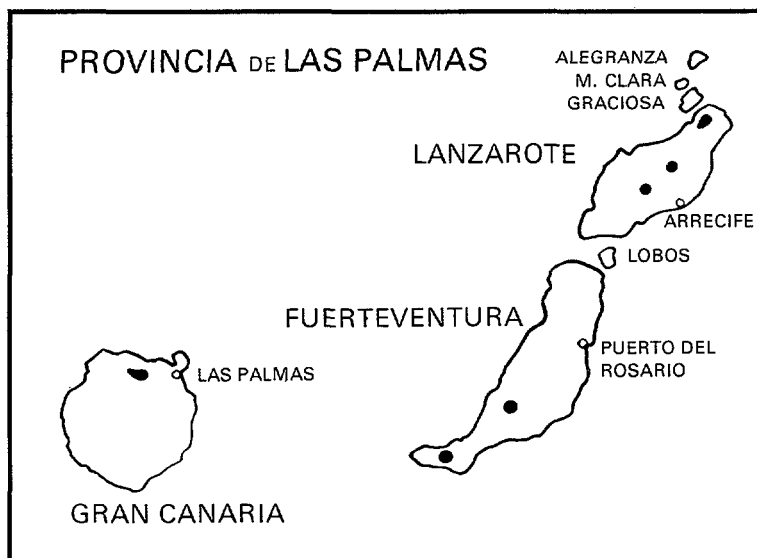 PROVINCIA DE LAS PALMAS
ALEGRANZA
M. CLARA
GRACIOSA
LANZAROTE
ARRECIFE
LOBOS
FUERTEVENTURA
PUERTO DEL
ROSARIO
LAS PALMAS
GRAN CANARIA